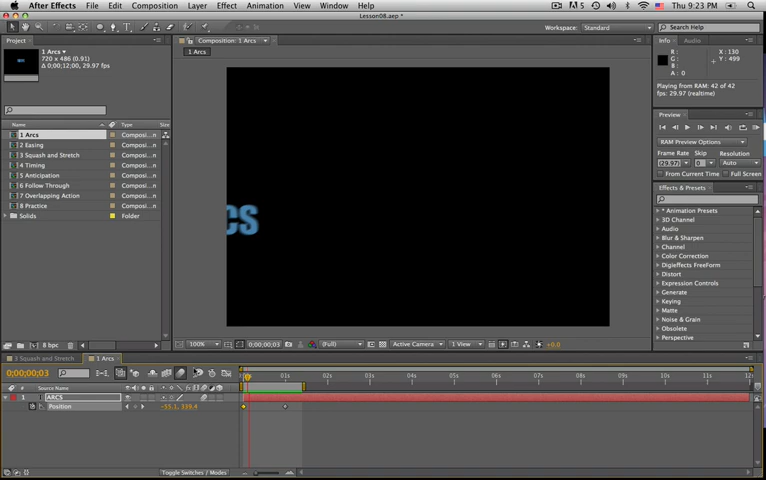 After Effects File Edit Composition Layer Effect Animation View Window Help Thu 9:23 PM
Lesson08.aep *
Workspace: Standard Search Help
Project
1 Arcs
720 x 486 (0.91)
Δ 0;00;12;00, 29.97 fps
Name Type
1 Arcs Composi...n
2 Easing Composi...n
3 Squash and Stretch Composi...n
4 Timing Composi...n
5 Anticipation Composi...n
6 Follow Through Composi...n
7 Overlapping Action Composi...n
8 Practice Composi...n
Solids Folder
8 bpc
Composition: 1 Arcs
1 Arcs
CS
100% 0;00;00;03 (Full) Active Camera 1 View +0.0
Info Audio
R : X : 130
G : Y : 499
B :
A : 0
Playing from RAM: 42 of 42
fps: 29.97 (realtime)
Preview
RAM Preview Options
Frame Rate Skip Resolution
(29.97) 0 Auto
From Current Time Full Screen
Effects & Presets
* Animation Presets
3D Channel
Audio
Blur & Sharpen
Channel
Color Correction
Digieffects FreeForm
Distort
Expression Controls
Generate
Keying
Matte
Noise & Grain
Obsolete
Perspective
3 Squash and Stretch 1 Arcs
0;00;00;03
01s 02s 03s 04s 05s 06s 07s 08s 09s 10s 11s 12s
# Source Name
1 ARCS
Position -55.1, 339.4
Toggle Switches / Modes